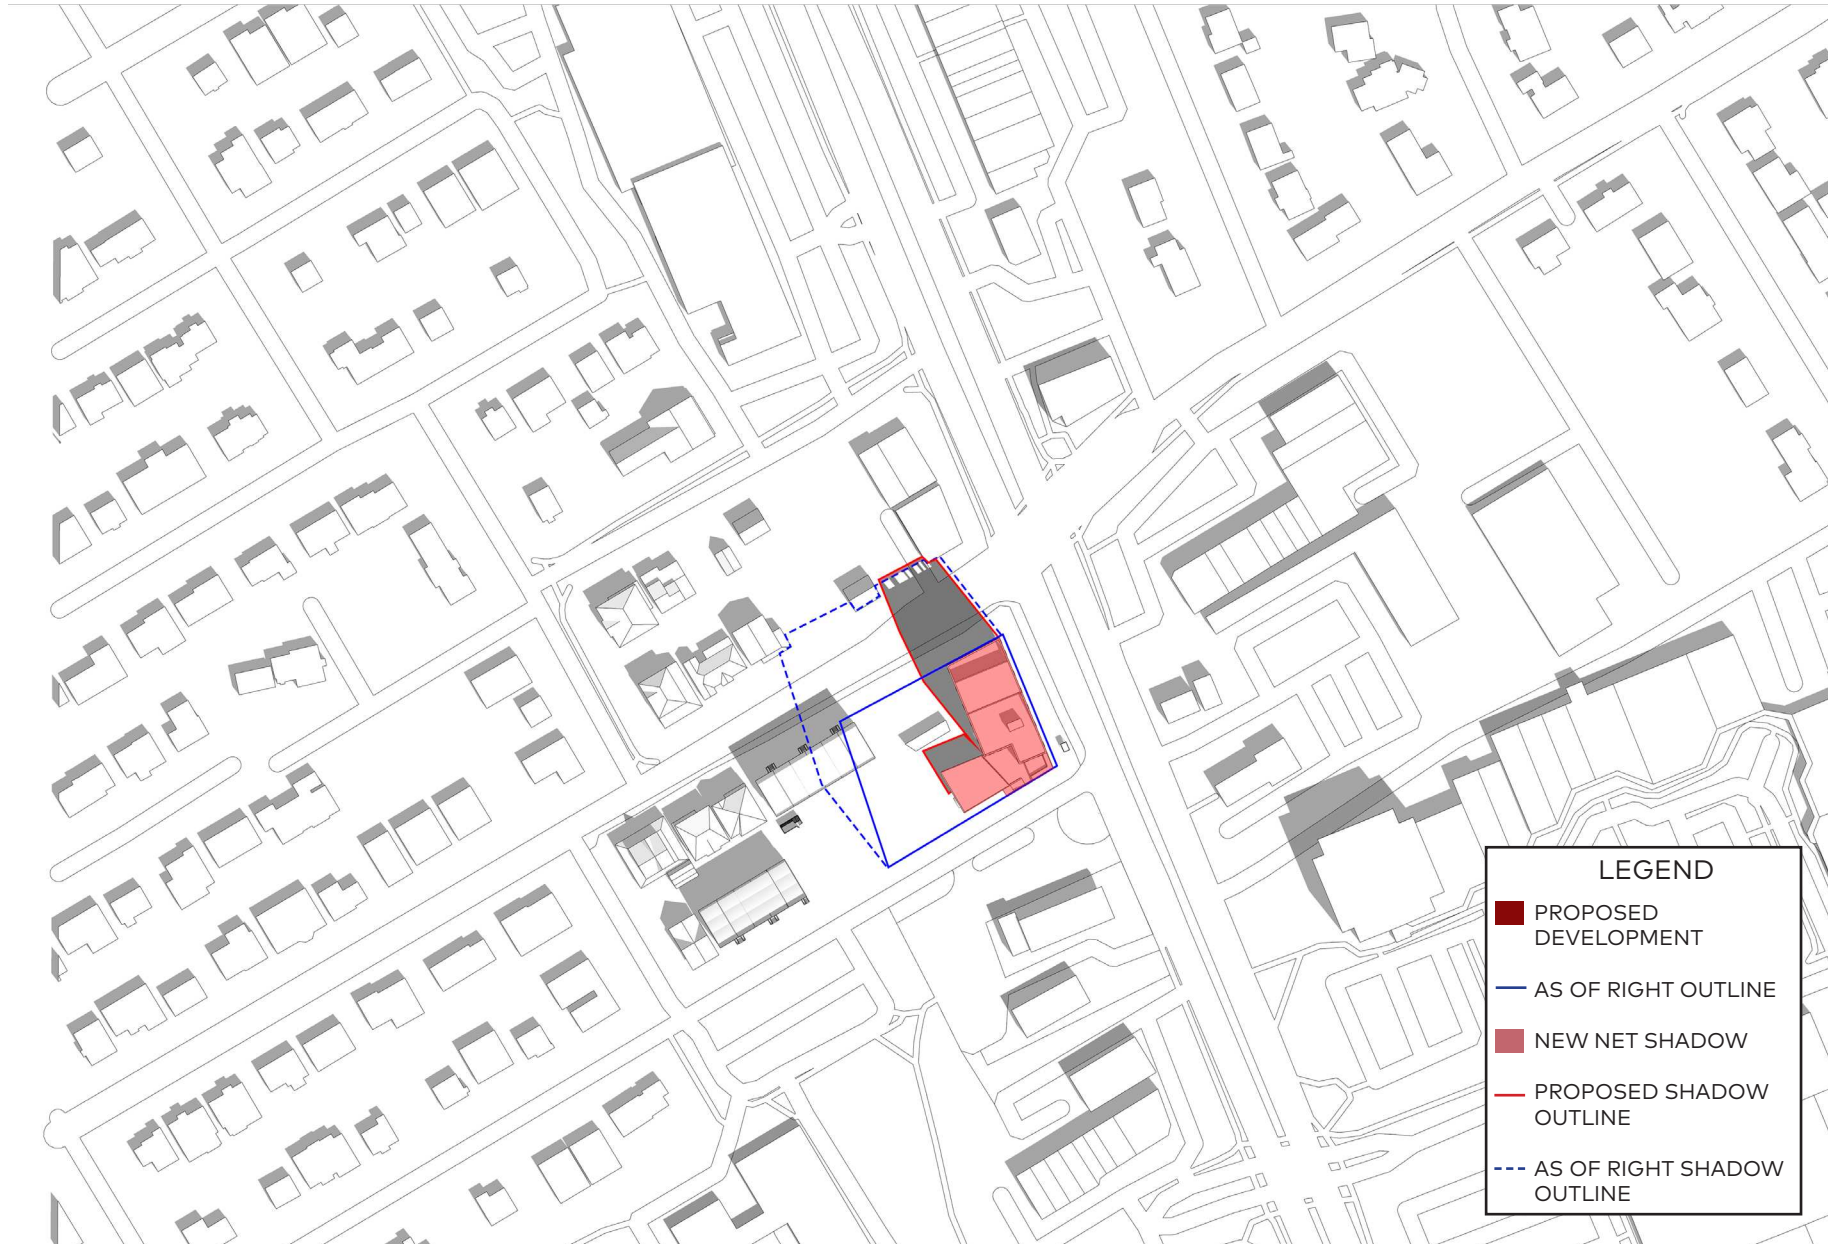 LEGEND
PROPOSED
DEVELOPMENT
AS OF RIGHT OUTLINE
NEW NET SHADOW
PROPOSED SHADOW
OUTLINE
AS OF RIGHT SHADOW
OUTLINE